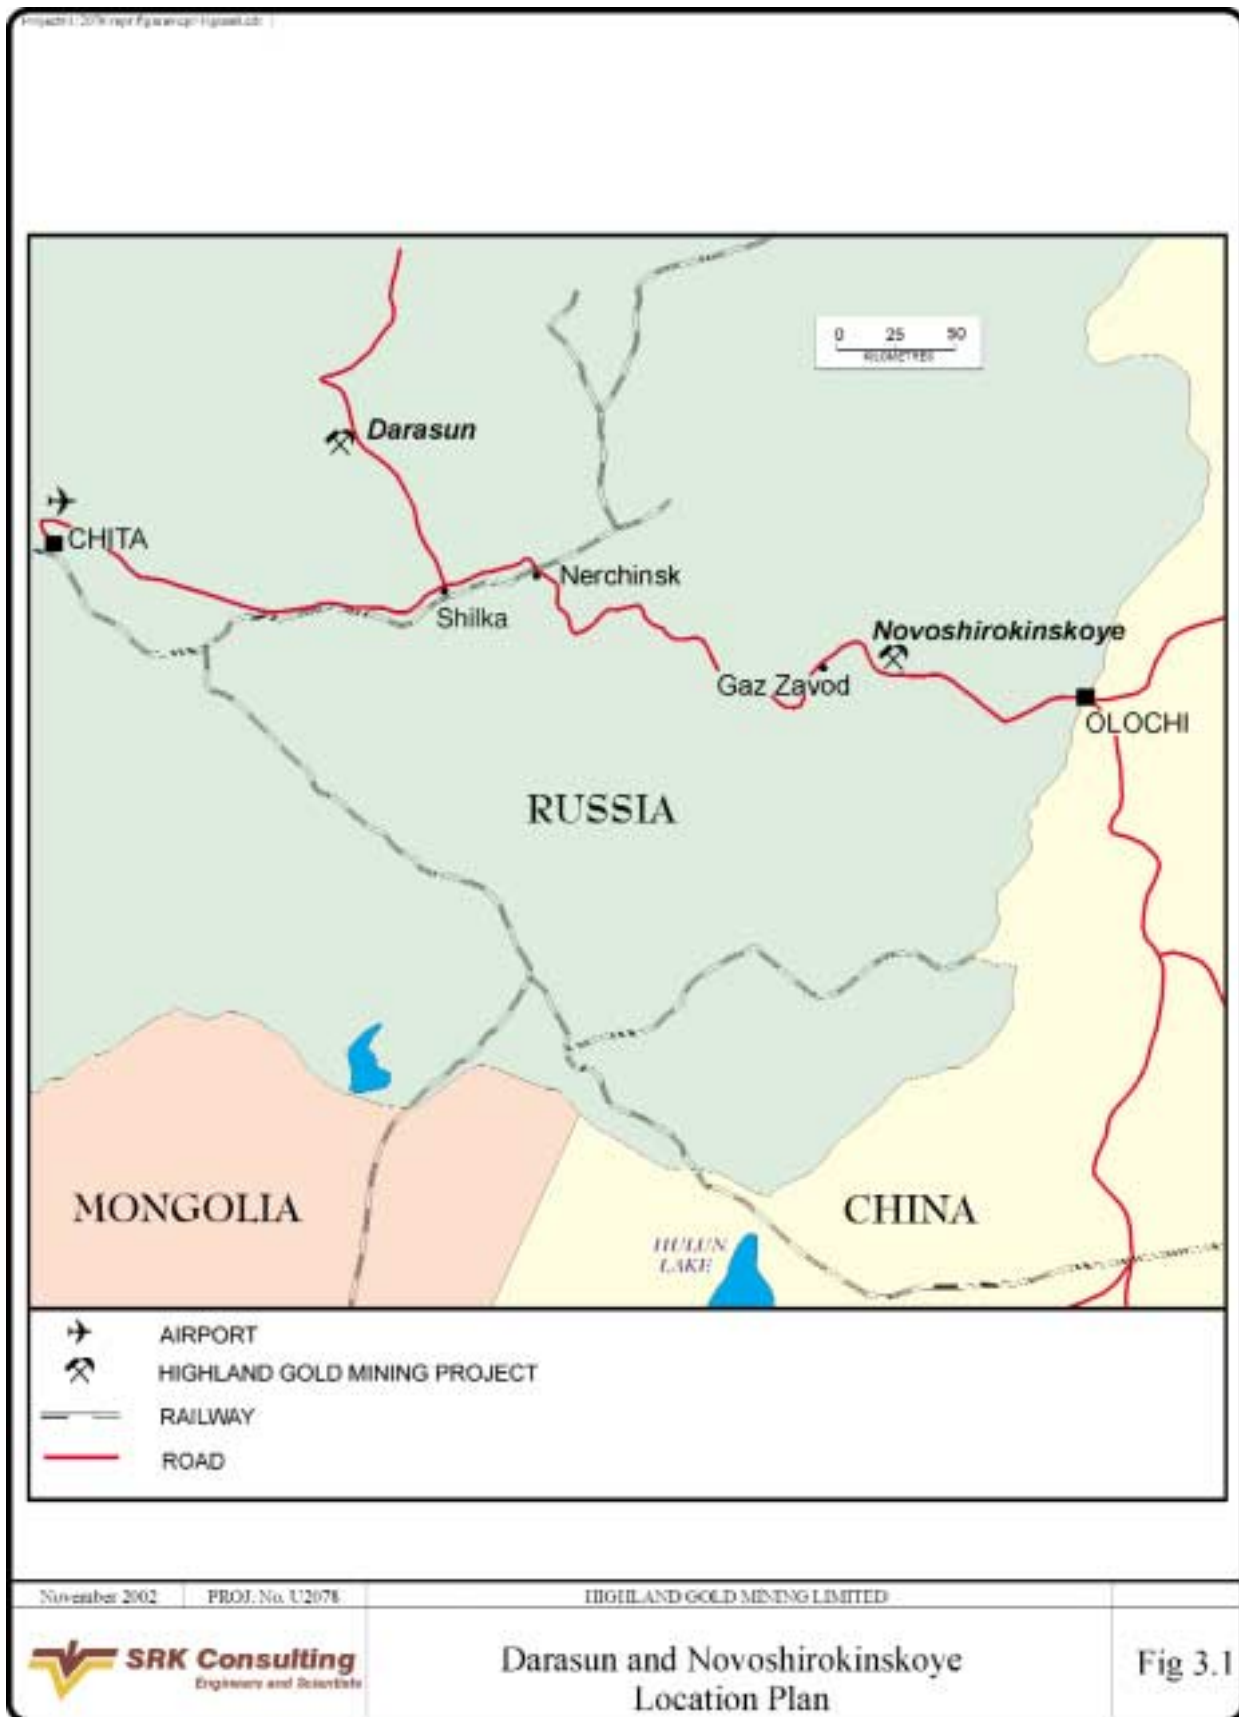 0 25 50
KILOMETRES
Darasun
CHITA
Nerchinsk
Shilka
Novoshirokinskoye
Gaz Zavod
OLOCHI
RUSSIA
MONGOLIA
CHINA
HULUN
LAKE
AIRPORT
HIGHLAND GOLD MINING PROJECT
RAILWAY
ROAD
November 2002 PROJ. No. U2078 HIGHLAND GOLD MINING LIMITED
SRK Consulting
Engineers and Scientists
Darasun and Novoshirokinskoye
Location Plan
Fig 3.1